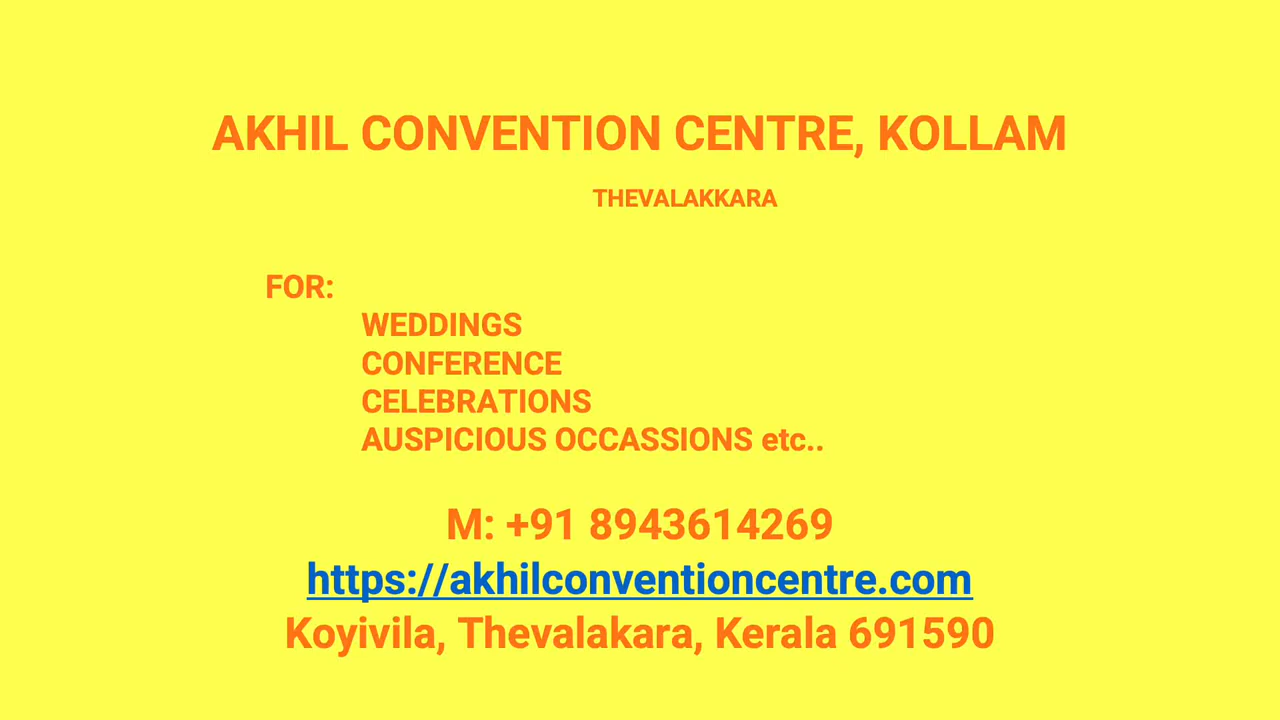 AKHIL CONVENTION CENTRE, KOLLAM
THEVALAKKARA
FOR:
WEDDINGS
CONFERENCE
CELEBRATIONS
AUSPICIOUS OCCASSIONS etc..
M: +91 8943614269
https://akhilconventioncentre.com
Koyivila, Thevalakara, Kerala 691590